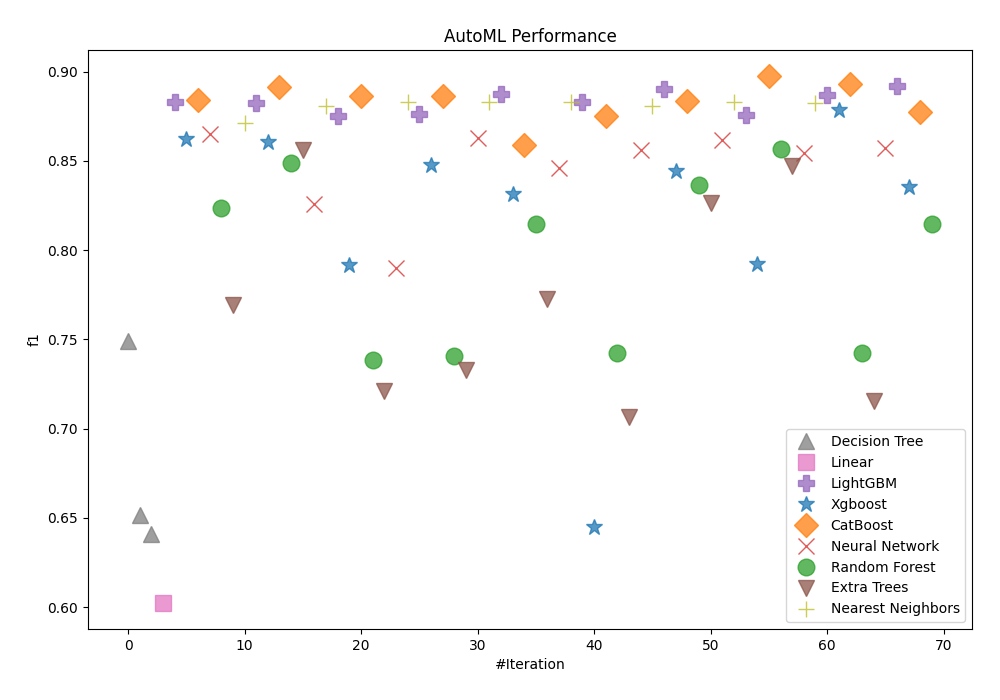 AutoML Performance
0.90
0.85
0.80
0.75
0.70
0.65
0.60
f1
0 10 20 30 40 50 60 70
#Iteration
Decision Tree
Linear
LightGBM
Xgboost
CatBoost
Neural Network
Random Forest
Extra Trees
Nearest Neighbors